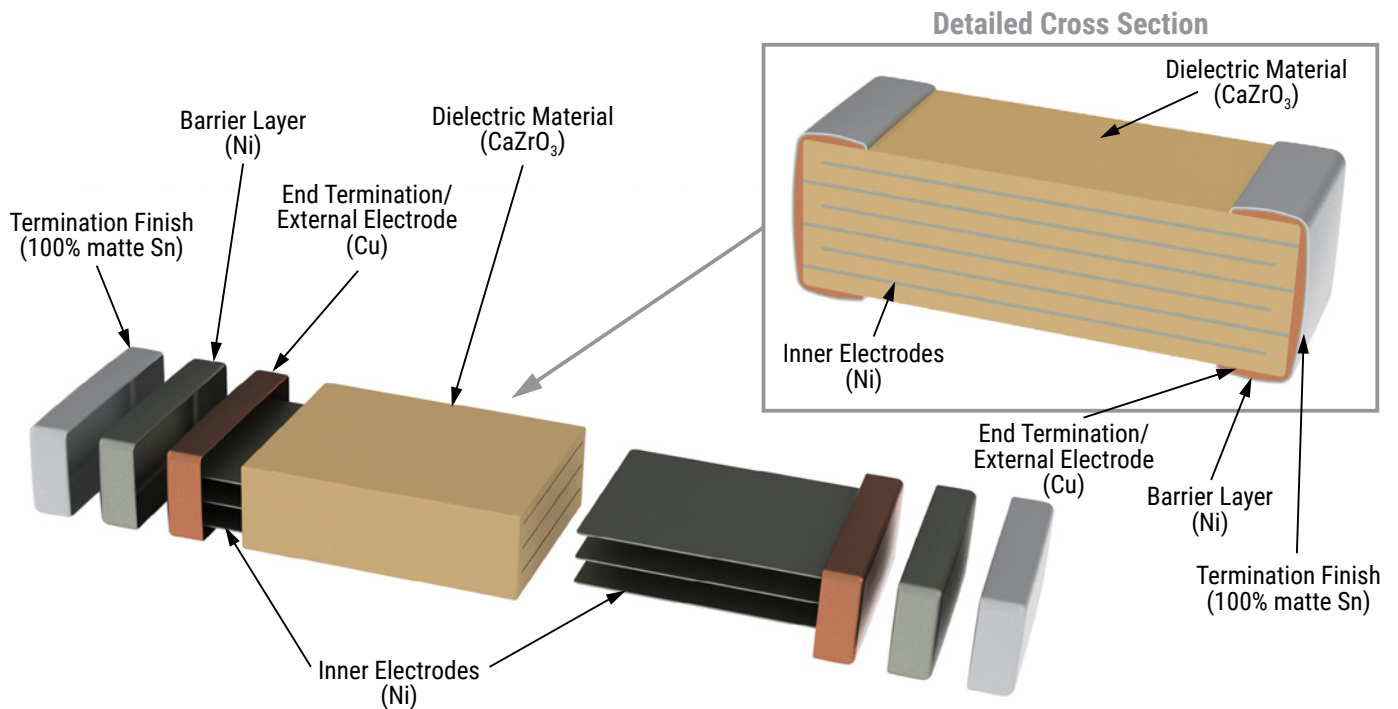 Detailed Cross Section
Dielectric Material
(CaZrO₃)
Barrier Layer
(Ni)
Dielectric Material
(CaZrO₃)
End Termination/
External Electrode
(Cu)
Termination Finish
(100% matte Sn)
Inner Electrodes
(Ni)
End Termination/
External Electrode
(Cu)
Barrier Layer
(Ni)
Termination Finish
(100% matte Sn)
Inner Electrodes
(Ni)